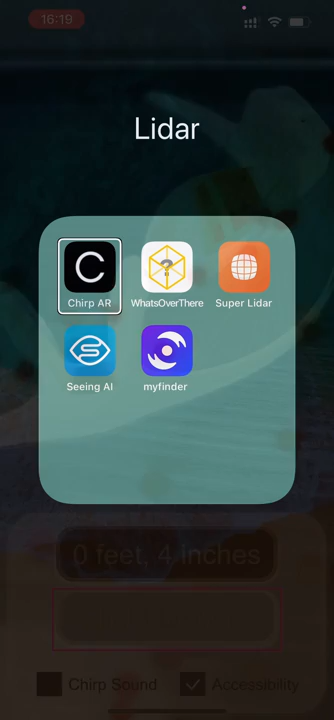 16:19
Lidar
Chirp AR
WhatsOverThere
Super Lidar
Seeing AI
myfinder
0 feet, 4 inches
Chirp Sound
Accessibility